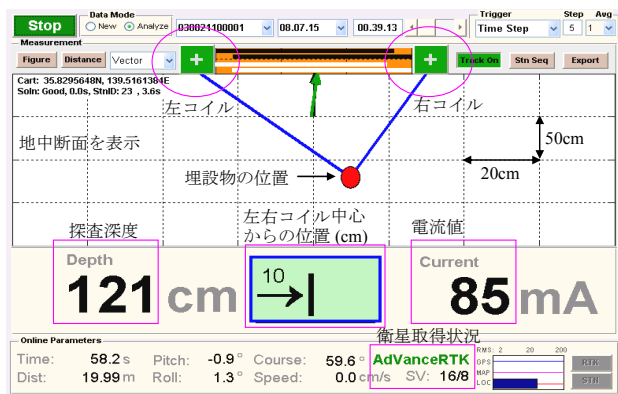 Data Mode
Trigger
Step Avg
Stop
New
Analyze
030021100001
08.07.15
00.39.13
Time Step
5
1
Measurement
Figure
Distance
Vector
Track On
Stn Seq
Export
Cart: 35.8295648N, 139.5161384E
Soln: Good, 0.0s, StnID: 23 , 3.6s
左コイル
右コイル
地中断面を表示
50cm
埋設物の位置
20cm
左右コイル中心
からの位置 (cm)
探査深度
電流値
Depth
121 cm
10
Current
85 mA
衛星取得状況
Online Parameters
Time: 58.2 s
Pitch: -0.9 °
Course: 59.6 °
AdVanceRTK
Dist: 19.99 m
Roll: 1.3 °
Speed: 0.0 cm/s
SV: 16/8
RMS: 2 20 200
GPS
MAP
LOC
RTK
STN